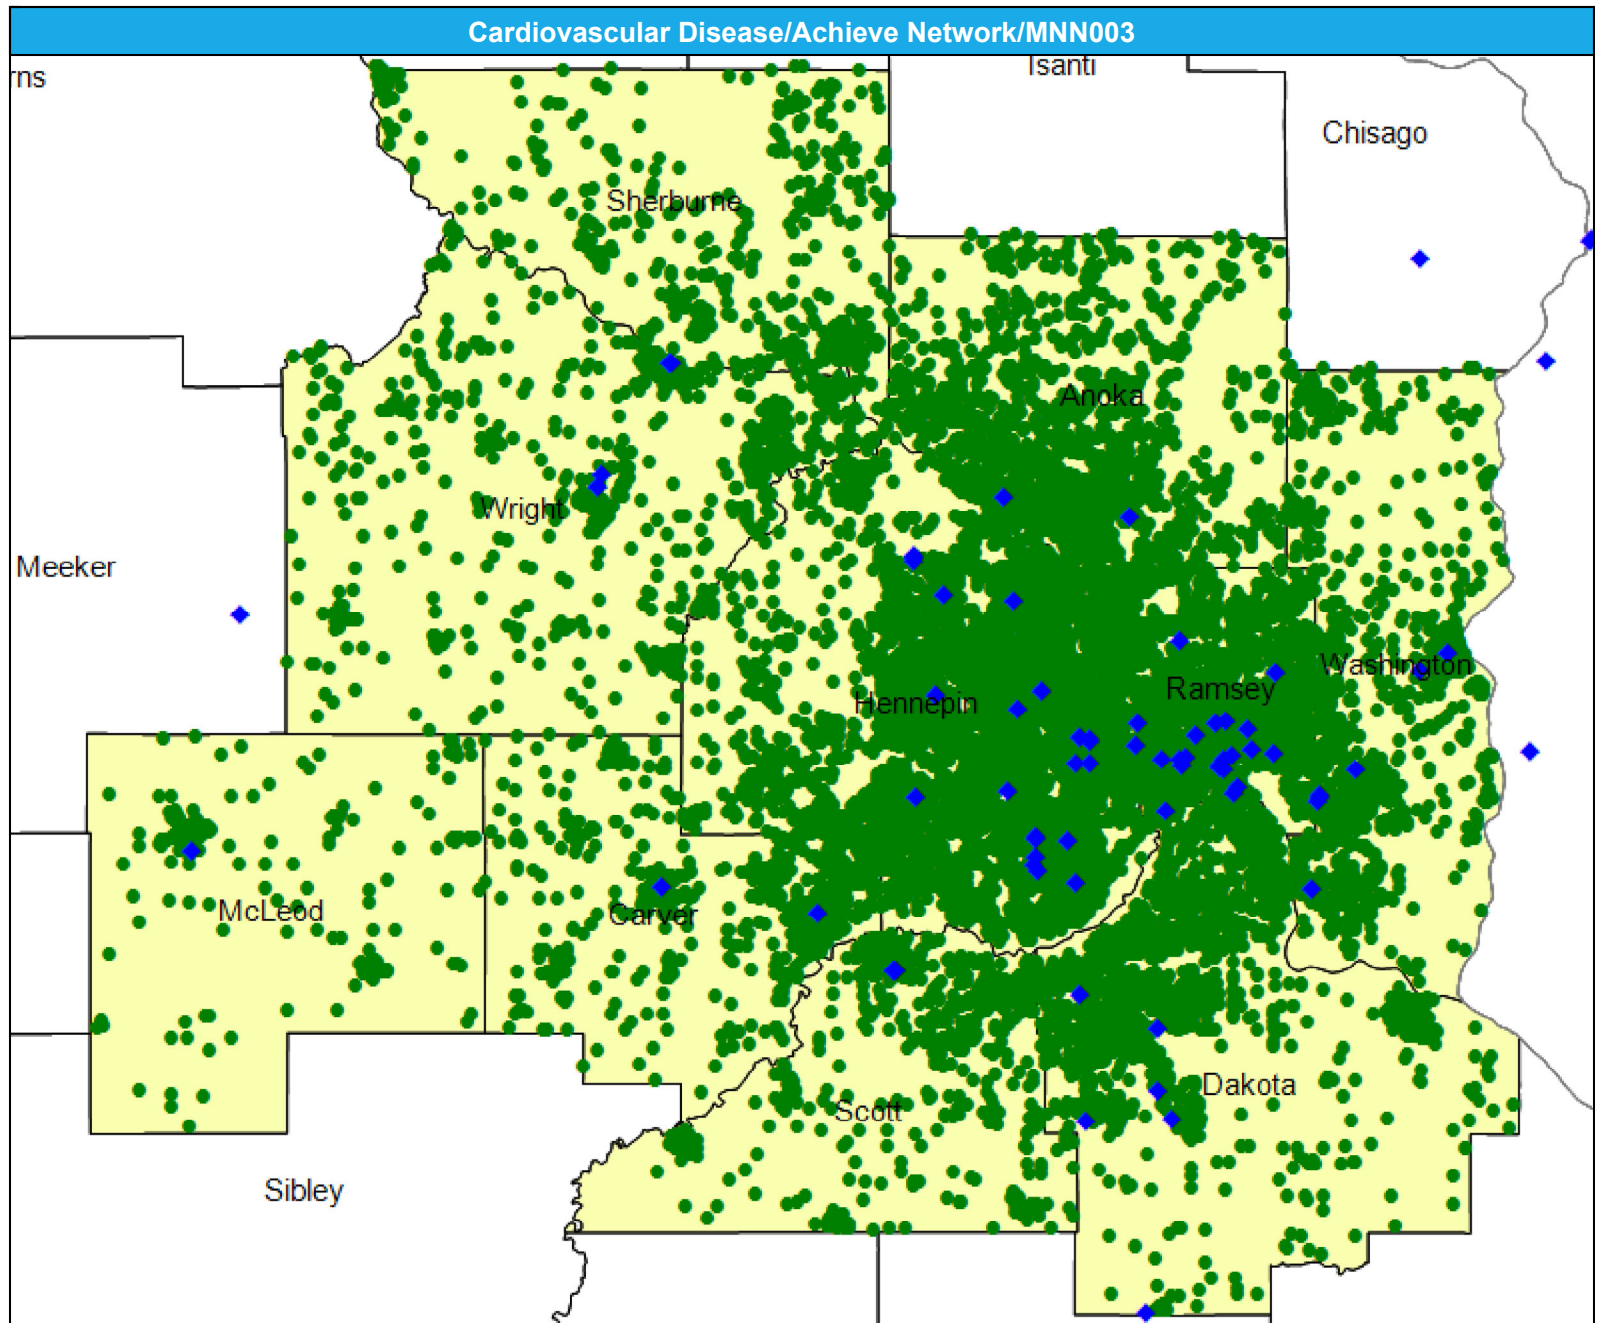 Cardiovascular Disease/Achieve Network/MNN003
Isanti
rns
Chisago
Sherburne
Anoka
Wright
Meeker
Washington
Ramsey
Hennepin
McLeod
Carver
Dakota
Scott
Sibley